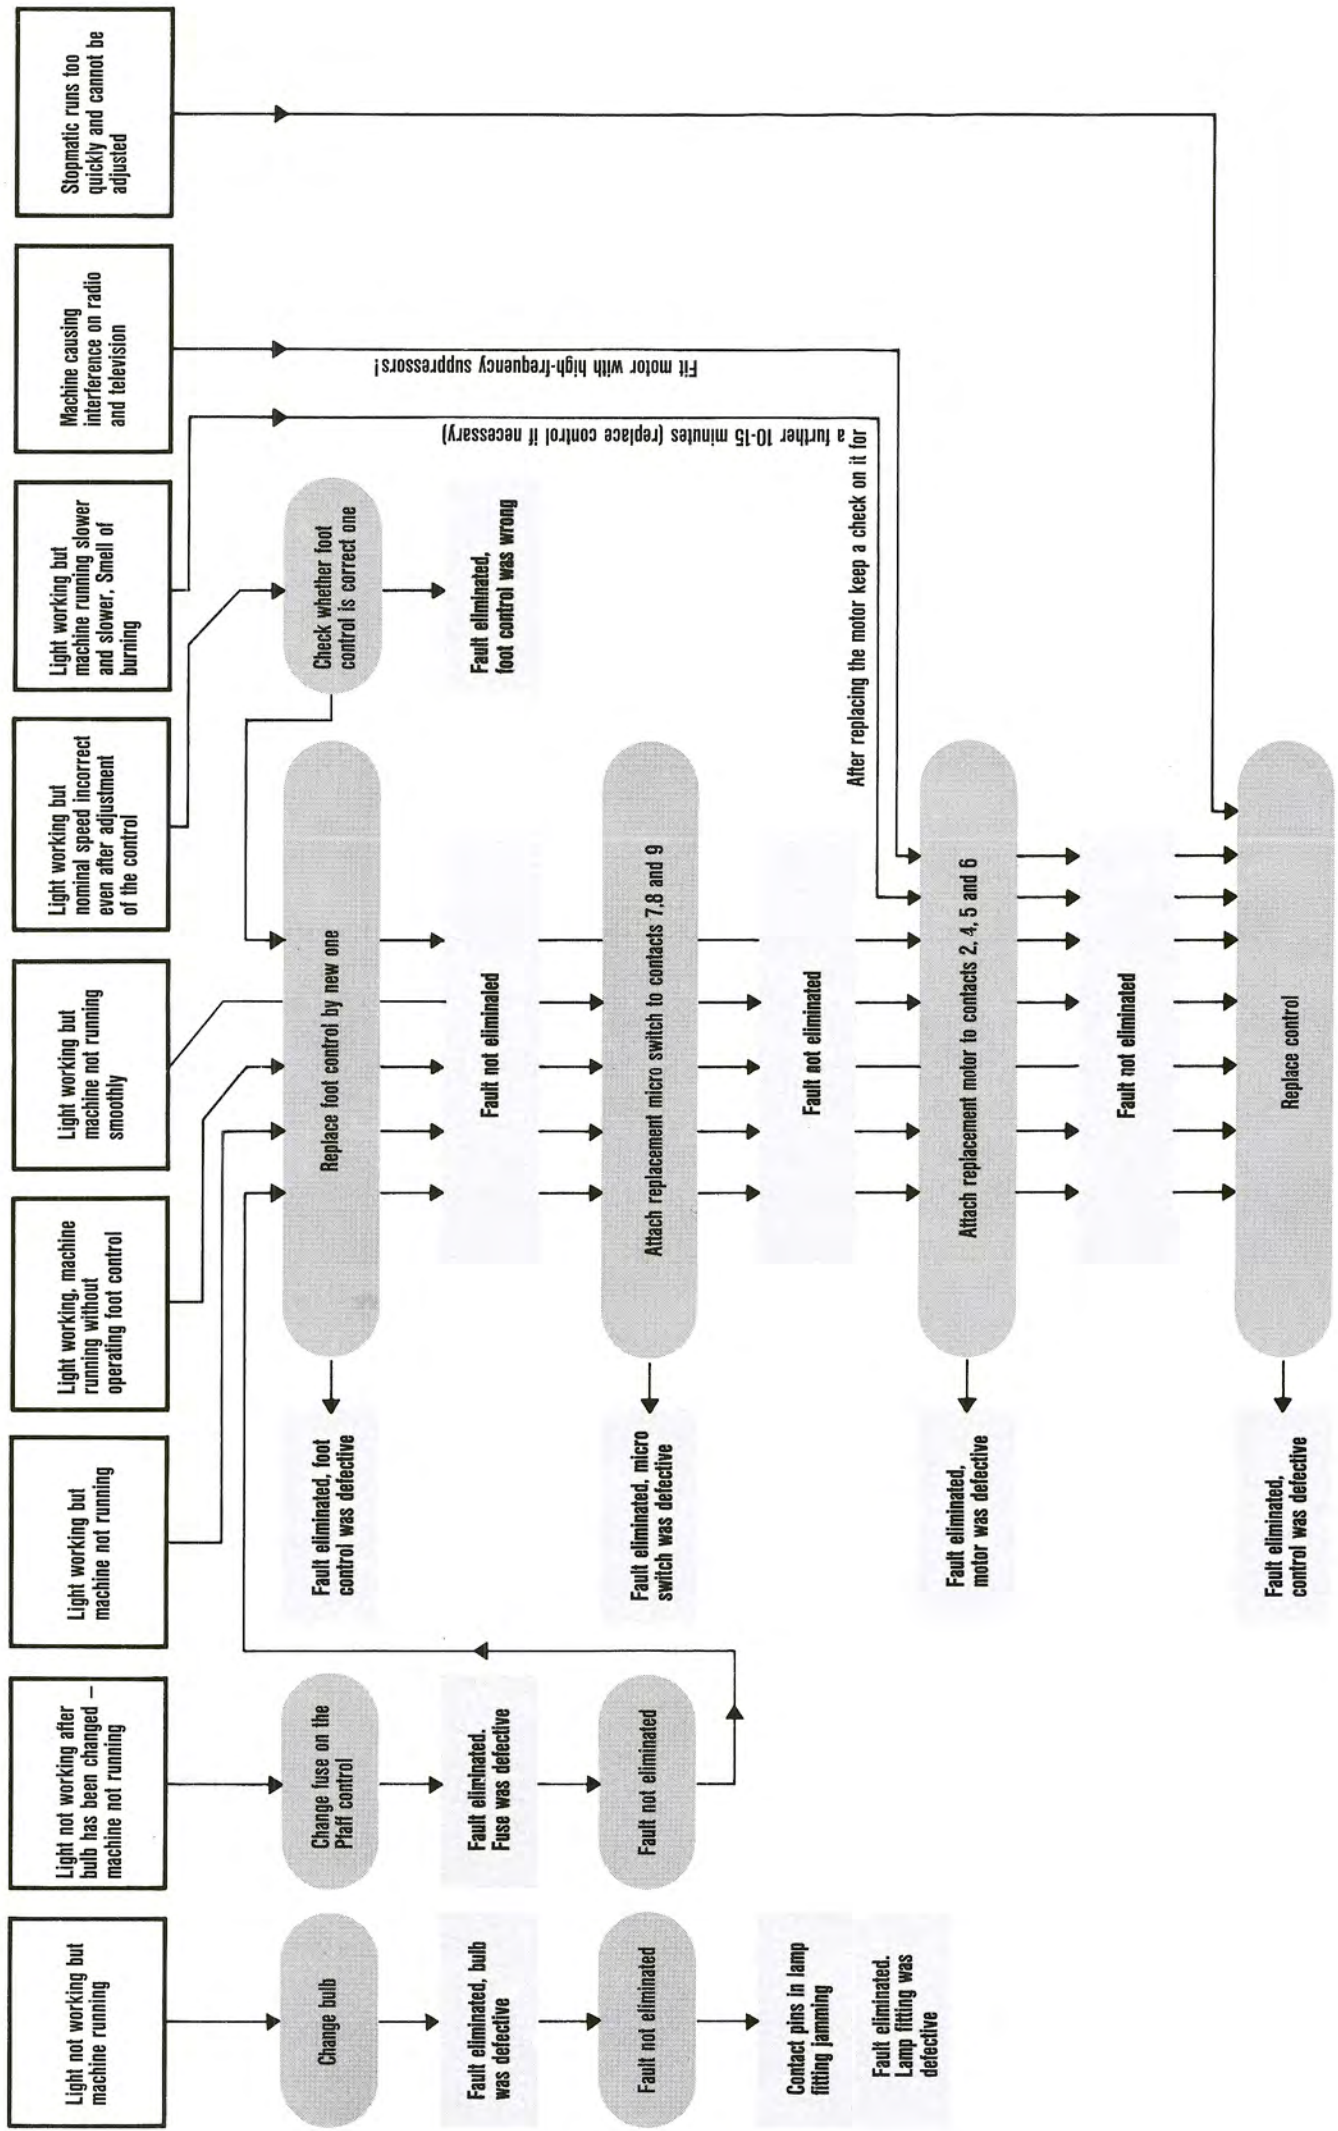 Light not working but
machine running
Light not working after
bulb has been changed –
machine not running
Light working but
machine not running
Light working, machine
running without
operating foot control
Light working but
machine not running
smoothly
Light working but
nominal speed incorrect
even after adjustment
of the control
Light working but
machine running slower
and slower, Smell of
burning
Machine causing
interference on radio
and television
Stopmatic runs too
quickly and cannot be
adjusted
Change bulb
Change fuse on the
Pfaff control
Replace foot control by new one
Check whether foot
control is correct one
Fault eliminated, foot
control was defective
Fault eliminated, bulb
was defective
Fault eliminated.
Fuse was defective
Fault not eliminaled
Fault eliminated,
foot control was wrong
Fit motor with high-frequency suppressors!
Fault not eliminated
Fault not eliminated
Attach replacement micro switch to contacts 7,8 and 9
Fault eliminated, micro
switch was defective
Contact pins in lamp
fitting jamming
Fault eliminated.
Lamp fitting was
defective
Fault not eliminated
After replacing the motor keep a check on it for
a further 10-15 minutes (replace control if necessary)
Attach replacement motor to contacts 2, 4, 5 and 6
Fault eliminated,
motor was defective
Fault not eliminated
Replace control
Fault eliminated,
control was defective